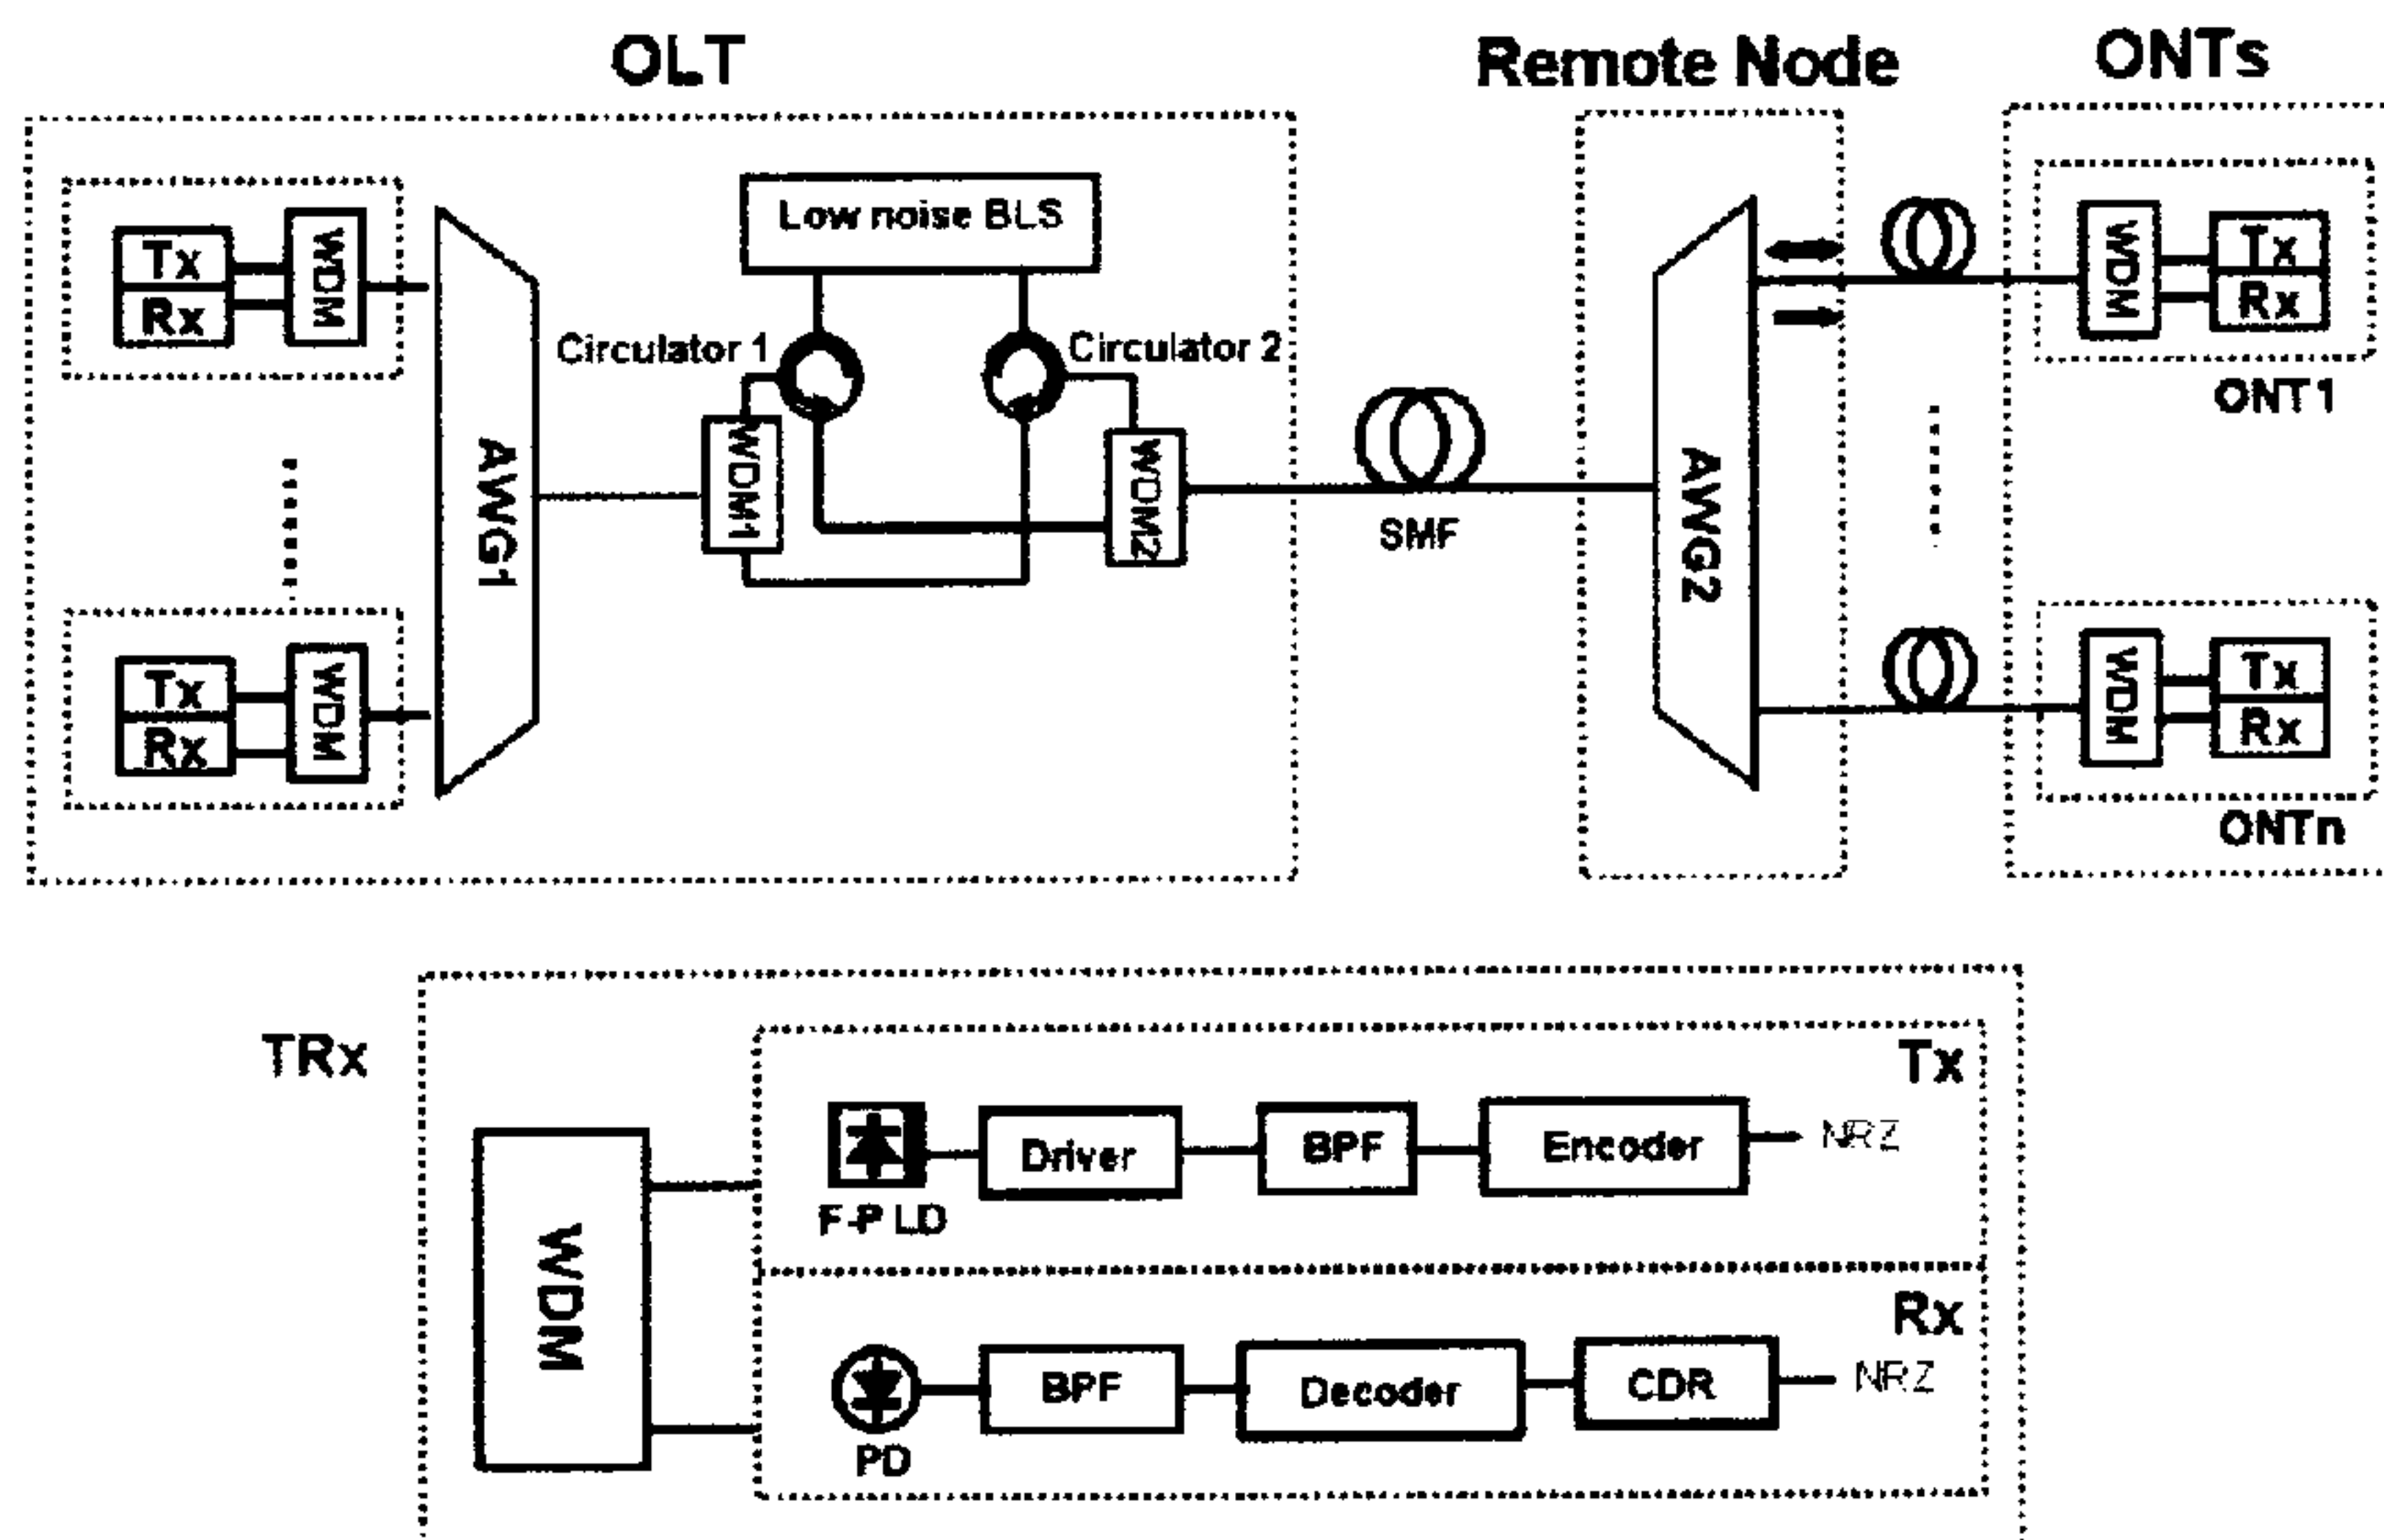 OLT
Remote Node
ONTs
Low noise BLS
Tx
Rx
WDM
Circulator 1
Circulator 2
WDM1
WDM2
AWG1
SMF
AWG2
WDM
Tx
Rx
ONT1
Tx
Rx
WDM
WDM
Tx
Rx
ONTn
TRx
WDM
Tx
F-P LD
Driver
BPF
Encoder
NRZ
Rx
PD
BPF
Decoder
CDR
NRZ